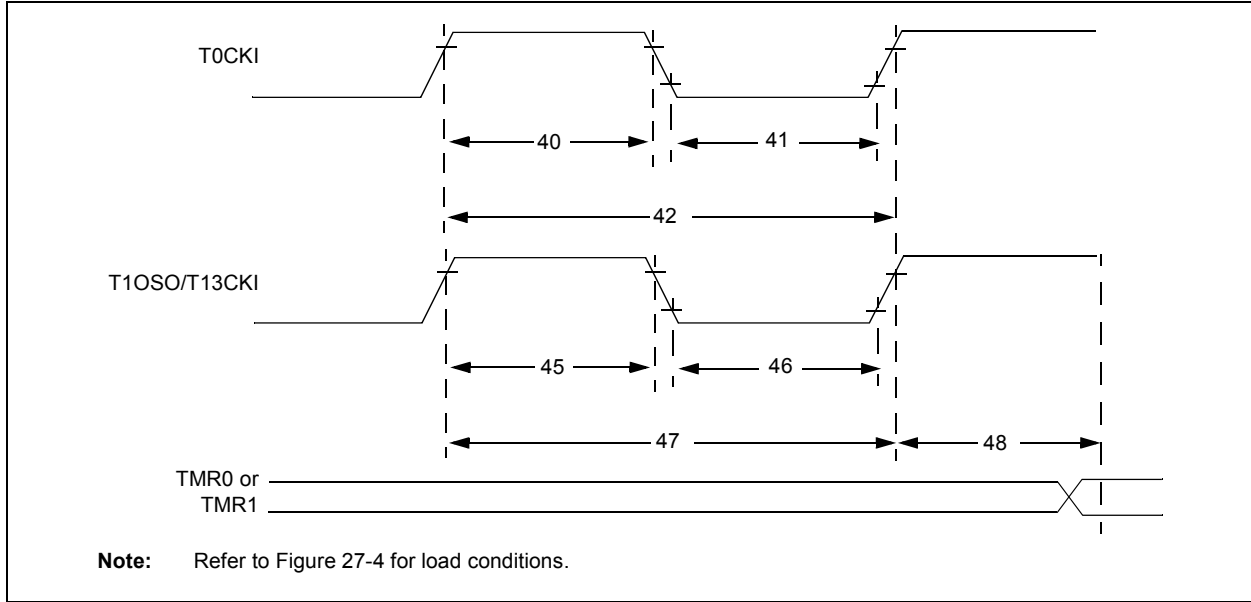 T0CKI
40
41
42
T1OSO/T13CKI
45
46
47
48
TMR0 or
TMR1
Note: Refer to Figure 27-4 for load conditions.